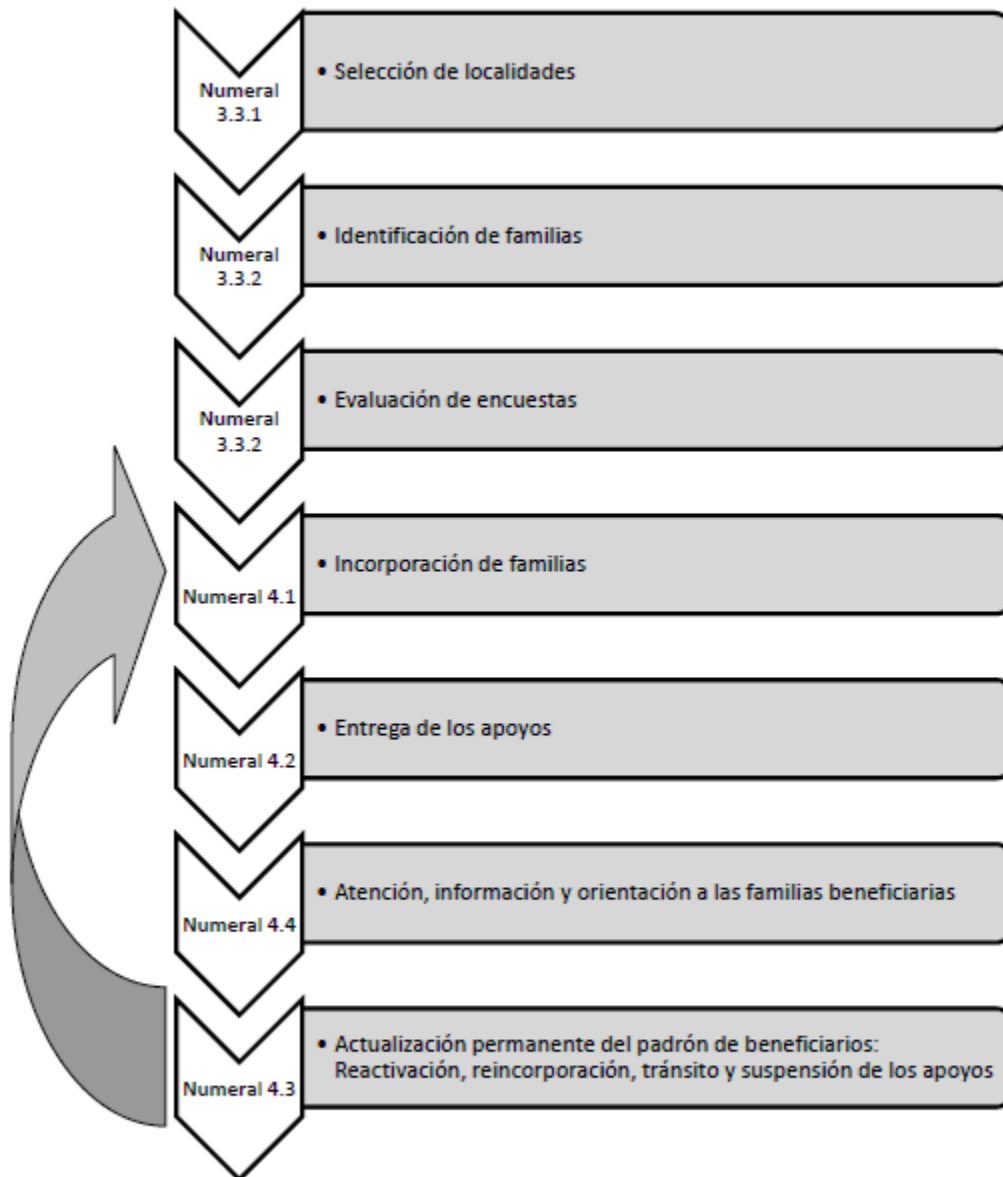 Numeral
3.3.1
• Selección de localidades
Numeral
3.3.2
• Identificación de familias
Numeral
3.3.2
• Evaluación de encuestas
Numeral 4.1
• Incorporación de familias
Numeral 4.2
• Entrega de los apoyos
Numeral 4.4
• Atención, información y orientación a las familias beneficiarias
Numeral 4.3
• Actualización permanente del padrón de beneficiarios:
Reactivación, reincorporación, tránsito y suspensión de los apoyos